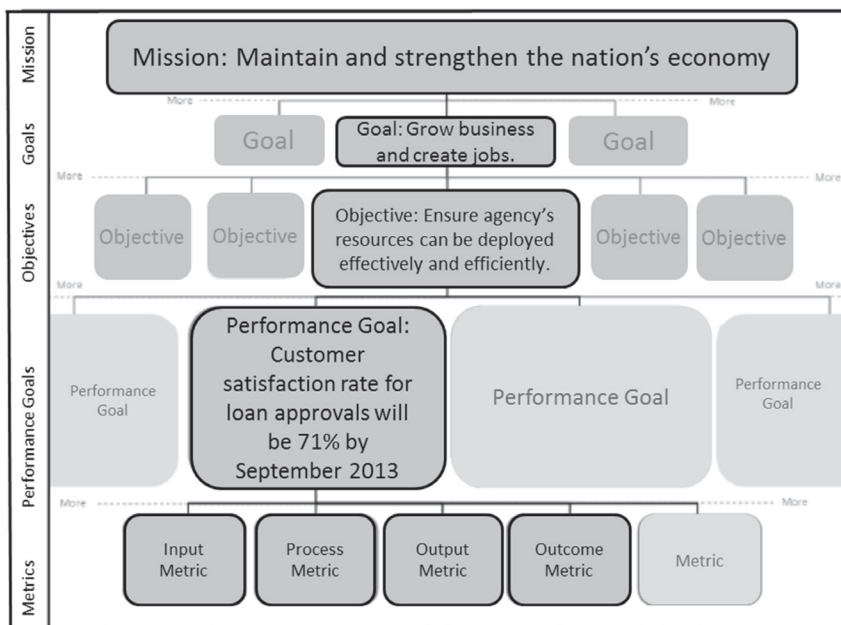 Mission
Mission: Maintain and strengthen the nation's economy
More
More
Goals
Goal
Goal: Grow business
and create jobs.
Goal
More
More
Objectives
Objective
Objective
Objective: Ensure agency's
resources can be deployed
effectively and efficiently.
Objective
Objective
More
More
Performance Goals
Performance
Goal
Performance Goal:
Customer
satisfaction rate for
loan approvals will
be 71% by
September 2013
Performance Goal
Performance
Goal
More
More
Metrics
Input
Metric
Process
Metric
Output
Metric
Outcome
Metric
Metric